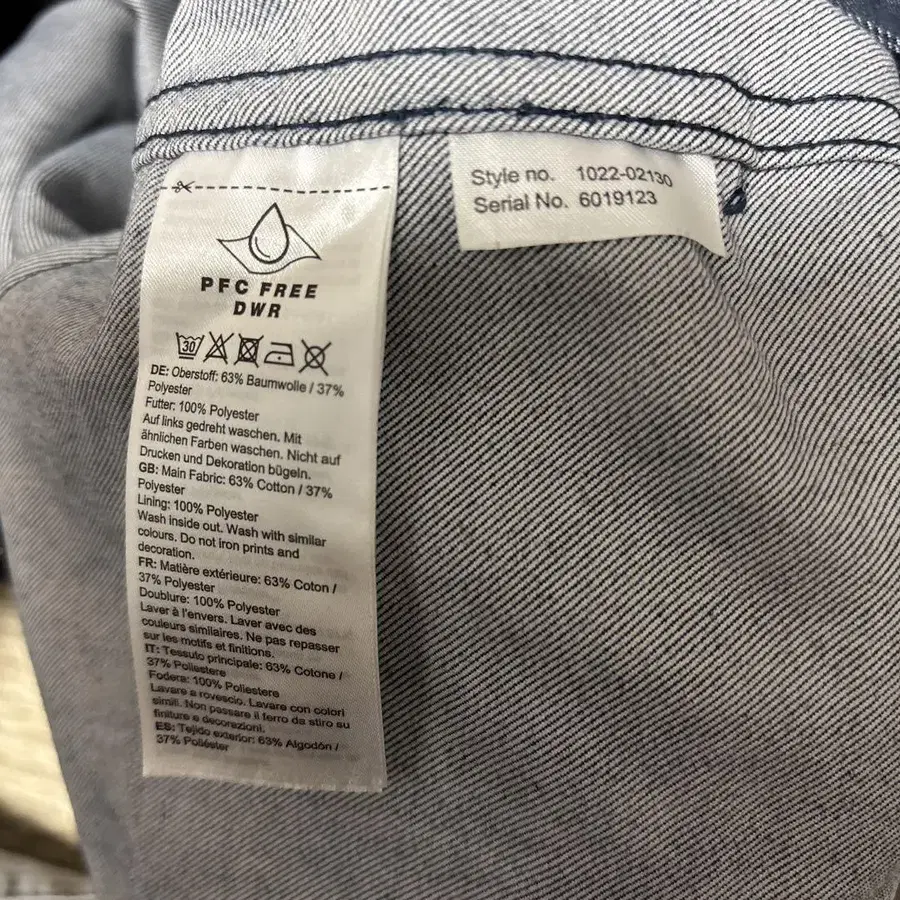 PFC FREE
DWR
30
DE: Oberstoff: 63% Baumwolle / 37%
Polyester
Futter: 100% Polyester
Auf links gedreht waschen. Mit
ähnlichen Farben waschen. Nicht auf
Drucken und Dekoration bügeln.
GB: Main Fabric: 63% Cotton / 37%
Polyester
Lining: 100% Polyester
Wash inside out. Wash with similar
colours. Do not iron prints and
decoration.
FR: Matière extérieure: 63% Coton /
37% Polyester
Doublure: 100% Polyester
Laver à l'envers. Laver avec des
couleurs similaires. Ne pas repasser
sur les motifs et finitions.
IT: Tessuto principale: 63% Cotone /
37% Poliestere
Fodera: 100% Poliestere
Lavare a rovescio. Lavare con colori
simili. Non passare il ferro da stiro su
finiture e decorazioni.
ES: Tejido exterior: 63% Algodón /
37% Poliéster
Style no. 1022-02130
Serial No. 6019123